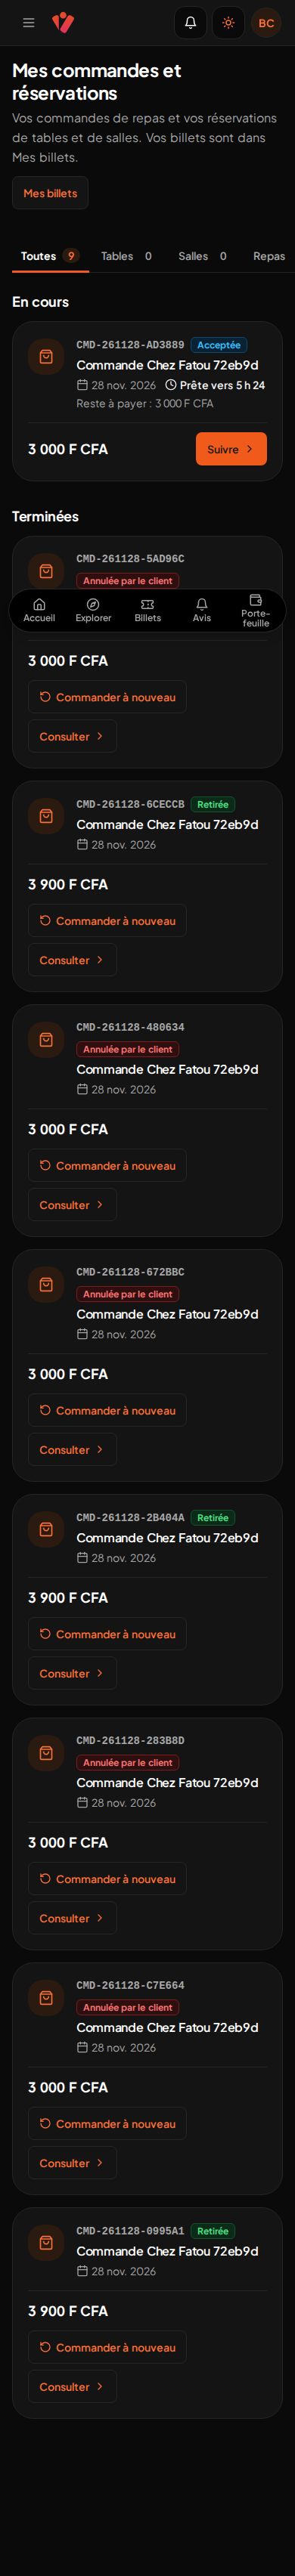 BC
Mes commandes et
réservations
Vos commandes de repas et vos réservations
de tables et de salles. Vos billets sont dans
Mes billets.
Mes billets
Toutes 9 Tables 0 Salles 0 Repas
En cours
CMD-261128-AD3889 Acceptée
Commande Chez Fatou 72eb9d
28 nov. 2026 Prête vers 5 h 24
Reste à payer : 3 000 F CFA
3 000 F CFA Suivre
Terminées
CMD-261128-5AD96C
Annulée par le client
Accueil Explorer Billets Avis Porte-
feuille
3 000 F CFA
Commander à nouveau
Consulter
CMD-261128-6CECCB Retirée
Commande Chez Fatou 72eb9d
28 nov. 2026
3 900 F CFA
Commander à nouveau
Consulter
CMD-261128-480634
Annulée par le client
Commande Chez Fatou 72eb9d
28 nov. 2026
3 000 F CFA
Commander à nouveau
Consulter
CMD-261128-672BBC
Annulée par le client
Commande Chez Fatou 72eb9d
28 nov. 2026
3 000 F CFA
Commander à nouveau
Consulter
CMD-261128-2B404A Retirée
Commande Chez Fatou 72eb9d
28 nov. 2026
3 900 F CFA
Commander à nouveau
Consulter
CMD-261128-283B8D
Annulée par le client
Commande Chez Fatou 72eb9d
28 nov. 2026
3 000 F CFA
Commander à nouveau
Consulter
CMD-261128-C7E664
Annulée par le client
Commande Chez Fatou 72eb9d
28 nov. 2026
3 000 F CFA
Commander à nouveau
Consulter
CMD-261128-0995A1 Retirée
Commande Chez Fatou 72eb9d
28 nov. 2026
3 900 F CFA
Commander à nouveau
Consulter